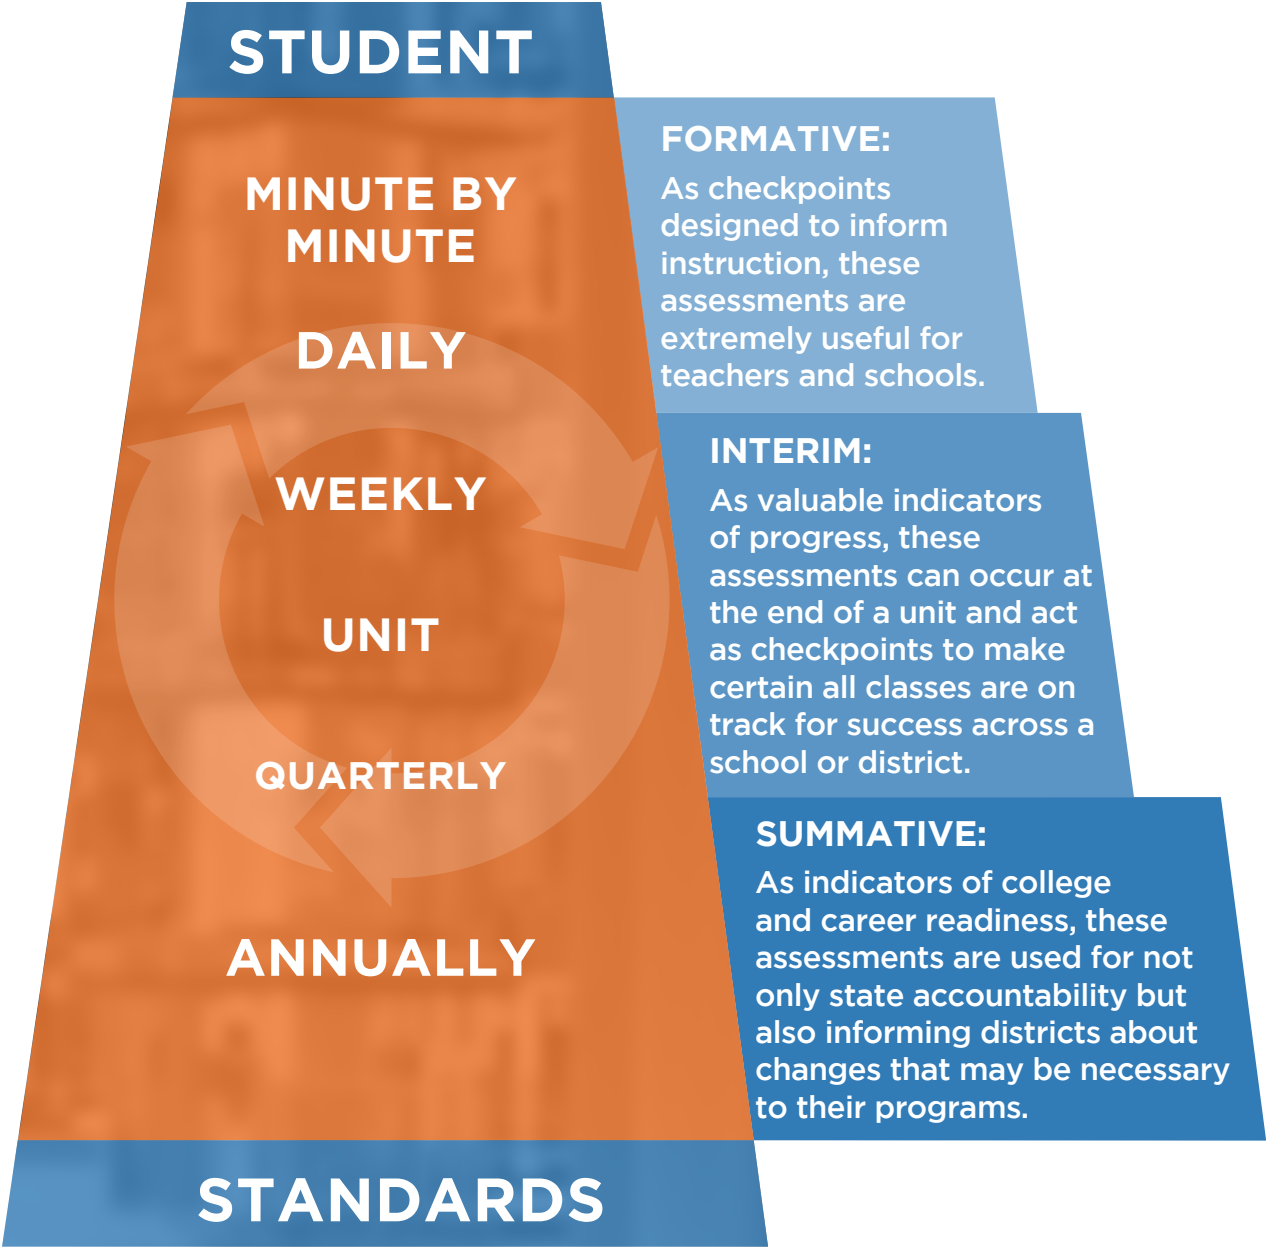 STUDENT
MINUTE BY
MINUTE
DAILY
WEEKLY
UNIT
QUARTERLY
ANNUALLY
STANDARDS
FORMATIVE:
As checkpoints
designed to inform
instruction, these
assessments are
extremely useful for
teachers and schools.
INTERIM:
As valuable indicators
of progress, these
assessments can occur at
the end of a unit and act
as checkpoints to make
certain all classes are on
track for success across a
school or district.
SUMMATIVE:
As indicators of college
and career readiness, these
assessments are used for not
only state accountability but
also informing districts about
changes that may be necessary
to their programs.